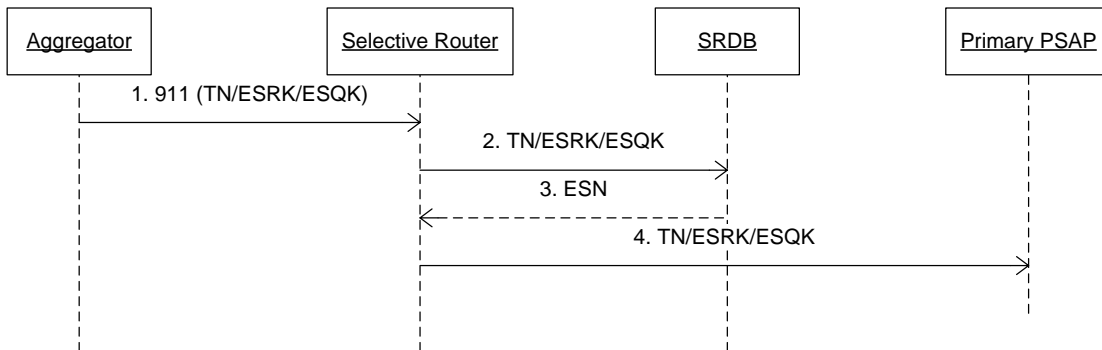 Aggregator
Selective Router
SRDB
Primary PSAP
1. 911 (TN/ESRK/ESQK)
2. TN/ESRK/ESQK
3. ESN
4. TN/ESRK/ESQK